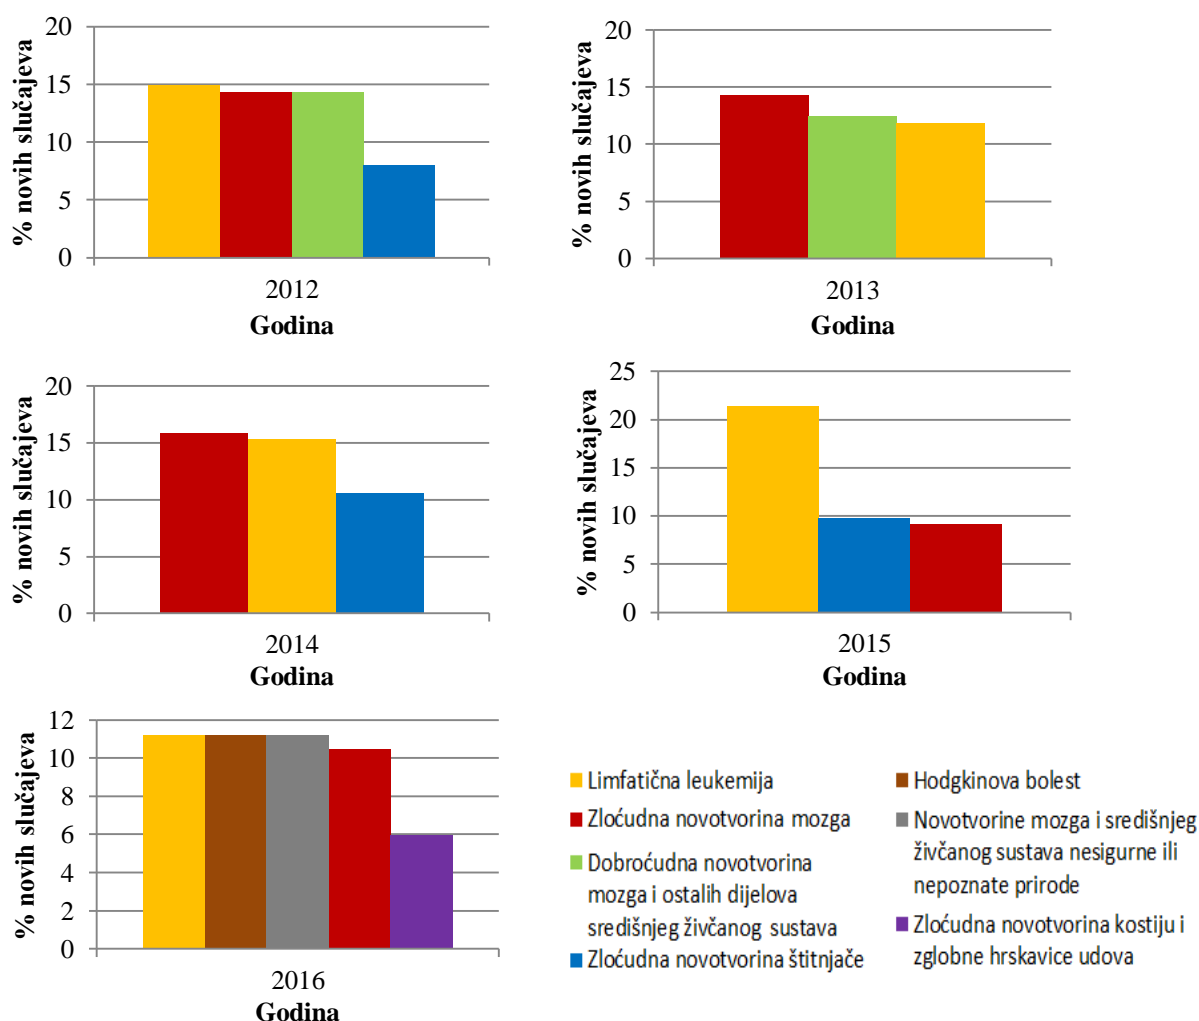 % novih slučajeva
20
15
10
5
0
2012
Godina
% novih slučajeva
20
15
10
5
0
2013
Godina
% novih slučajeva
20
15
10
5
0
2014
Godina
% novih slučajeva
25
20
15
10
5
0
2015
Godina
% novih slučajeva
12
10
8
6
4
2
0
2016
Godina
Limfatična leukemija
Zloćudna novotvorina mozga
Dobroćudna novotvorina
mozga i ostalih dijelova
središnjeg živčanog sustava
Zloćudna novotvorina štitnjače
Hodgkinova bolest
Novotvorine mozga i središnjeg
živčanog sustava nesigurne ili
nepoznate prirode
Zloćudna novotvorina kostiju i
zglobne hrskavice udova